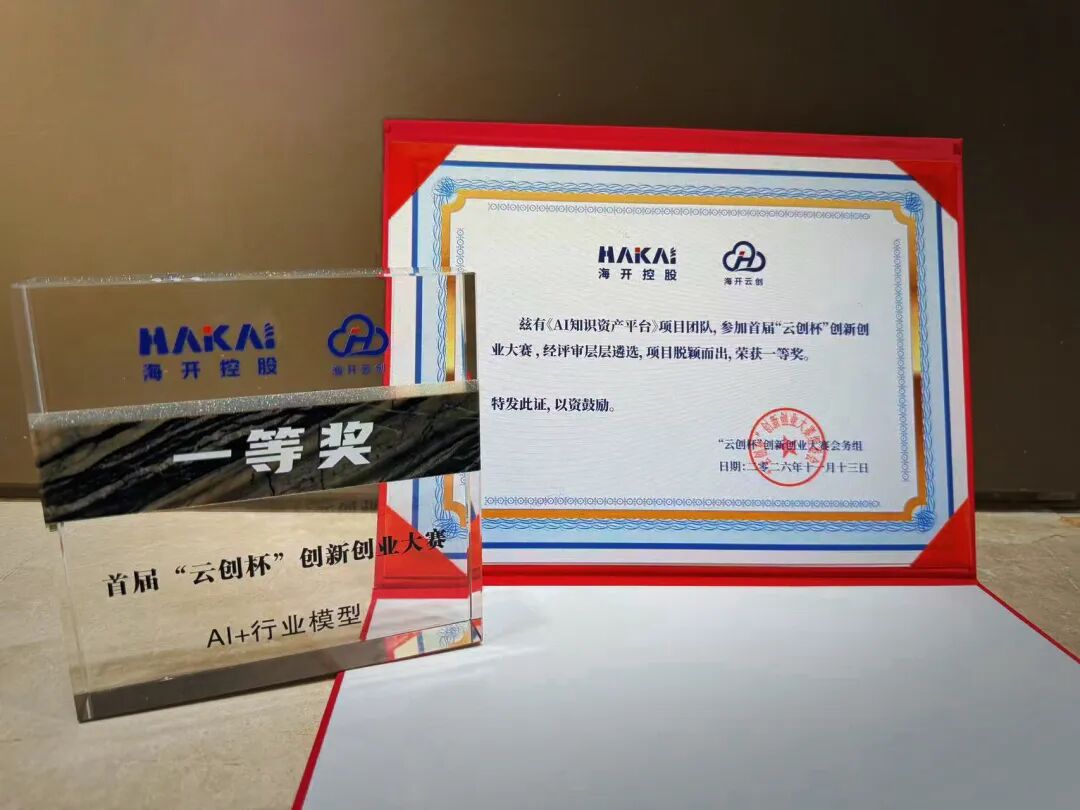 HAKAI
海开控股
海开云创
一等奖
首届“云创杯”创新创业大赛
AI+行业模型
HAKAI
海开控股
海开云创
兹有《AI知识资产平台》项目团队, 参加首届“云创杯”创新创
业大赛, 经评审层层遴选, 项目脱颖而出, 荣获一等奖。
特发此证, 以资鼓励。
“云创杯”创新创业大赛会务组
日期:二零二六年十一月十三日